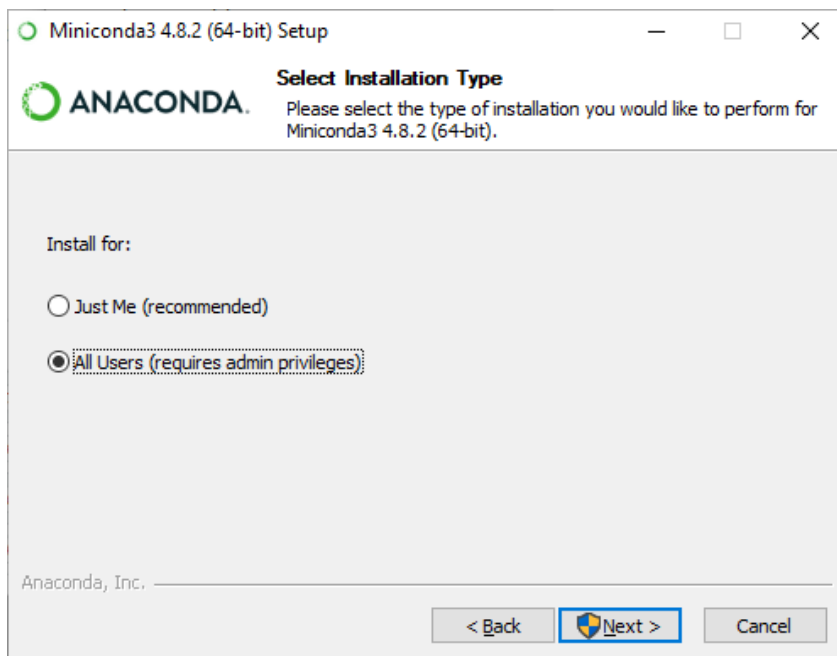 Miniconda3 4.8.2 (64-bit) Setup
ANACONDA.
Select Installation Type
Please select the type of installation you would like to perform for
Miniconda3 4.8.2 (64-bit).
Install for:
Just Me (recommended)
All Users (requires admin privileges)
Anaconda, Inc.
< Back
Next >
Cancel